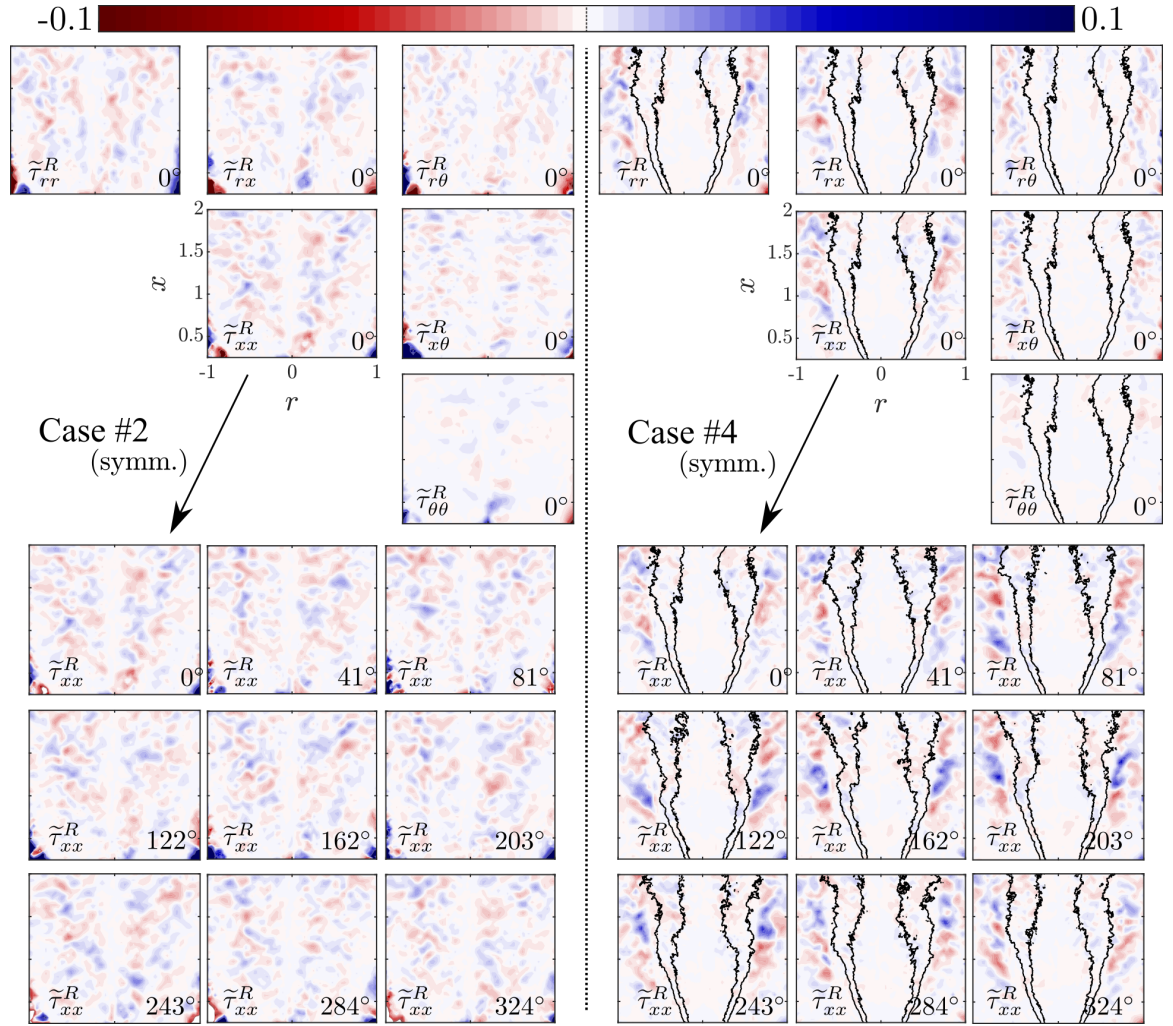 -0.1 0.1
τ̃ᴿ_rr 0° τ̃ᴿ_rx 0° τ̃ᴿ_rθ 0° τ̃ᴿ_rr 0° τ̃ᴿ_rx 0° τ̃ᴿ_rθ 0°
2
1.5
x 1
0.5
τ̃ᴿ_xx 0° τ̃ᴿ_xθ 0°
-1 0 1
r
2
1.5
x 1
0.5
τ̃ᴿ_xx 0° τ̃ᴿ_xθ 0°
-1 0 1
r
Case #2
(symm.)
τ̃ᴿ_θθ 0°
Case #4
(symm.)
τ̃ᴿ_θθ 0°
τ̃ᴿ_xx 0° τ̃ᴿ_xx 41° τ̃ᴿ_xx 81° τ̃ᴿ_xx 0° τ̃ᴿ_xx 41° τ̃ᴿ_xx 81°
τ̃ᴿ_xx 122° τ̃ᴿ_xx 162° τ̃ᴿ_xx 203° τ̃ᴿ_xx 122° τ̃ᴿ_xx 162° τ̃ᴿ_xx 203°
τ̃ᴿ_xx 243° τ̃ᴿ_xx 284° τ̃ᴿ_xx 324° τ̃ᴿ_xx 243° τ̃ᴿ_xx 284° τ̃ᴿ_xx 324°